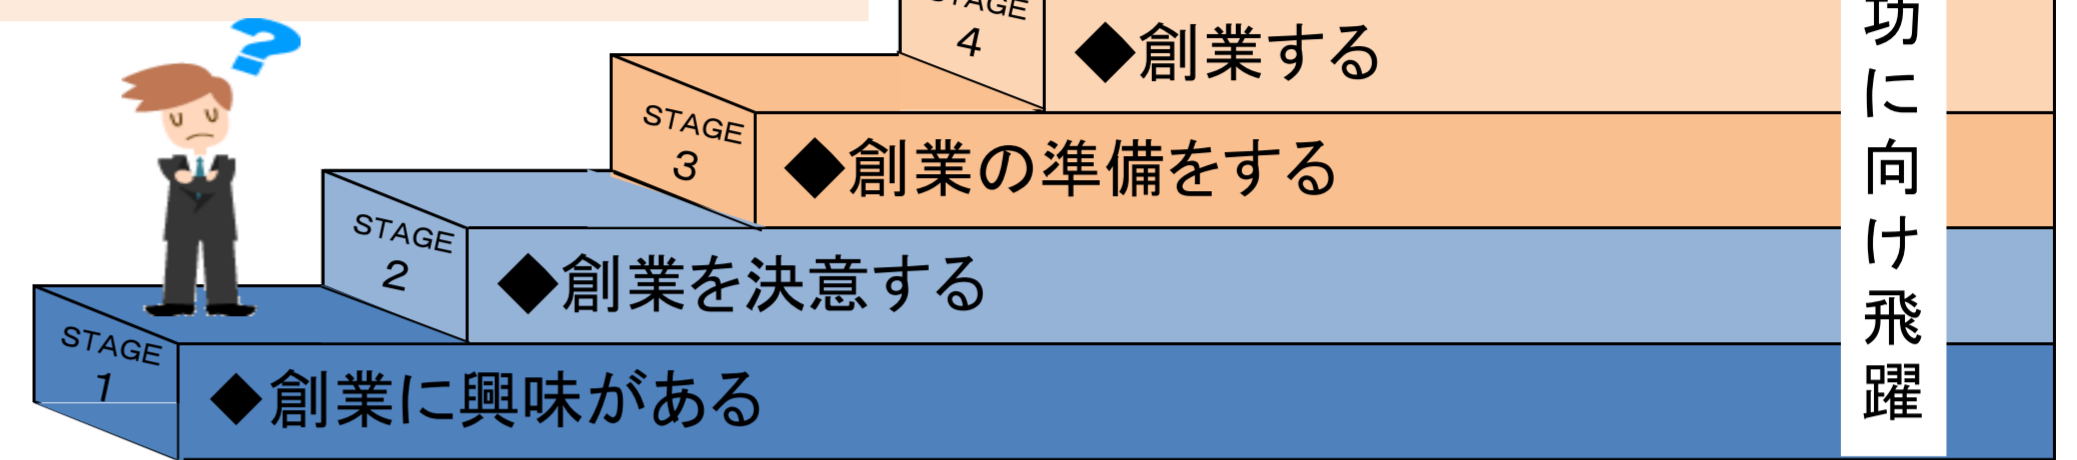 STAGE
4
◆創業する
STAGE
3
◆創業の準備をする
STAGE
2
◆創業を決意する
STAGE
1
◆創業に興味がある
功に向け飛躍